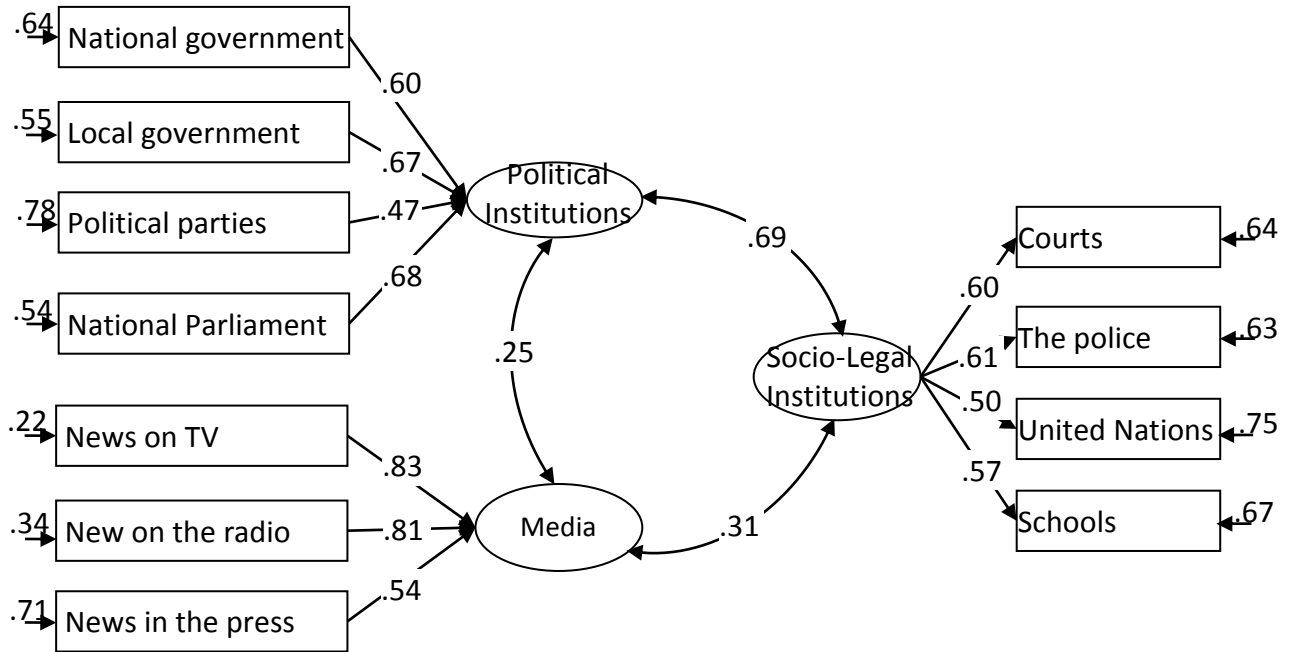 .64
National government
.60
.55
Local government
.67
.78
Political parties
.47
.54
National Parliament
.68
Political
Institutions
.69
.25
.22
News on TV
.83
.34
New on the radio
.81
.71
News in the press
.54
Media
.31
Socio-Legal
Institutions
.60
Courts
.64
.61
The police
.63
.50
United Nations
.75
.57
Schools
.67